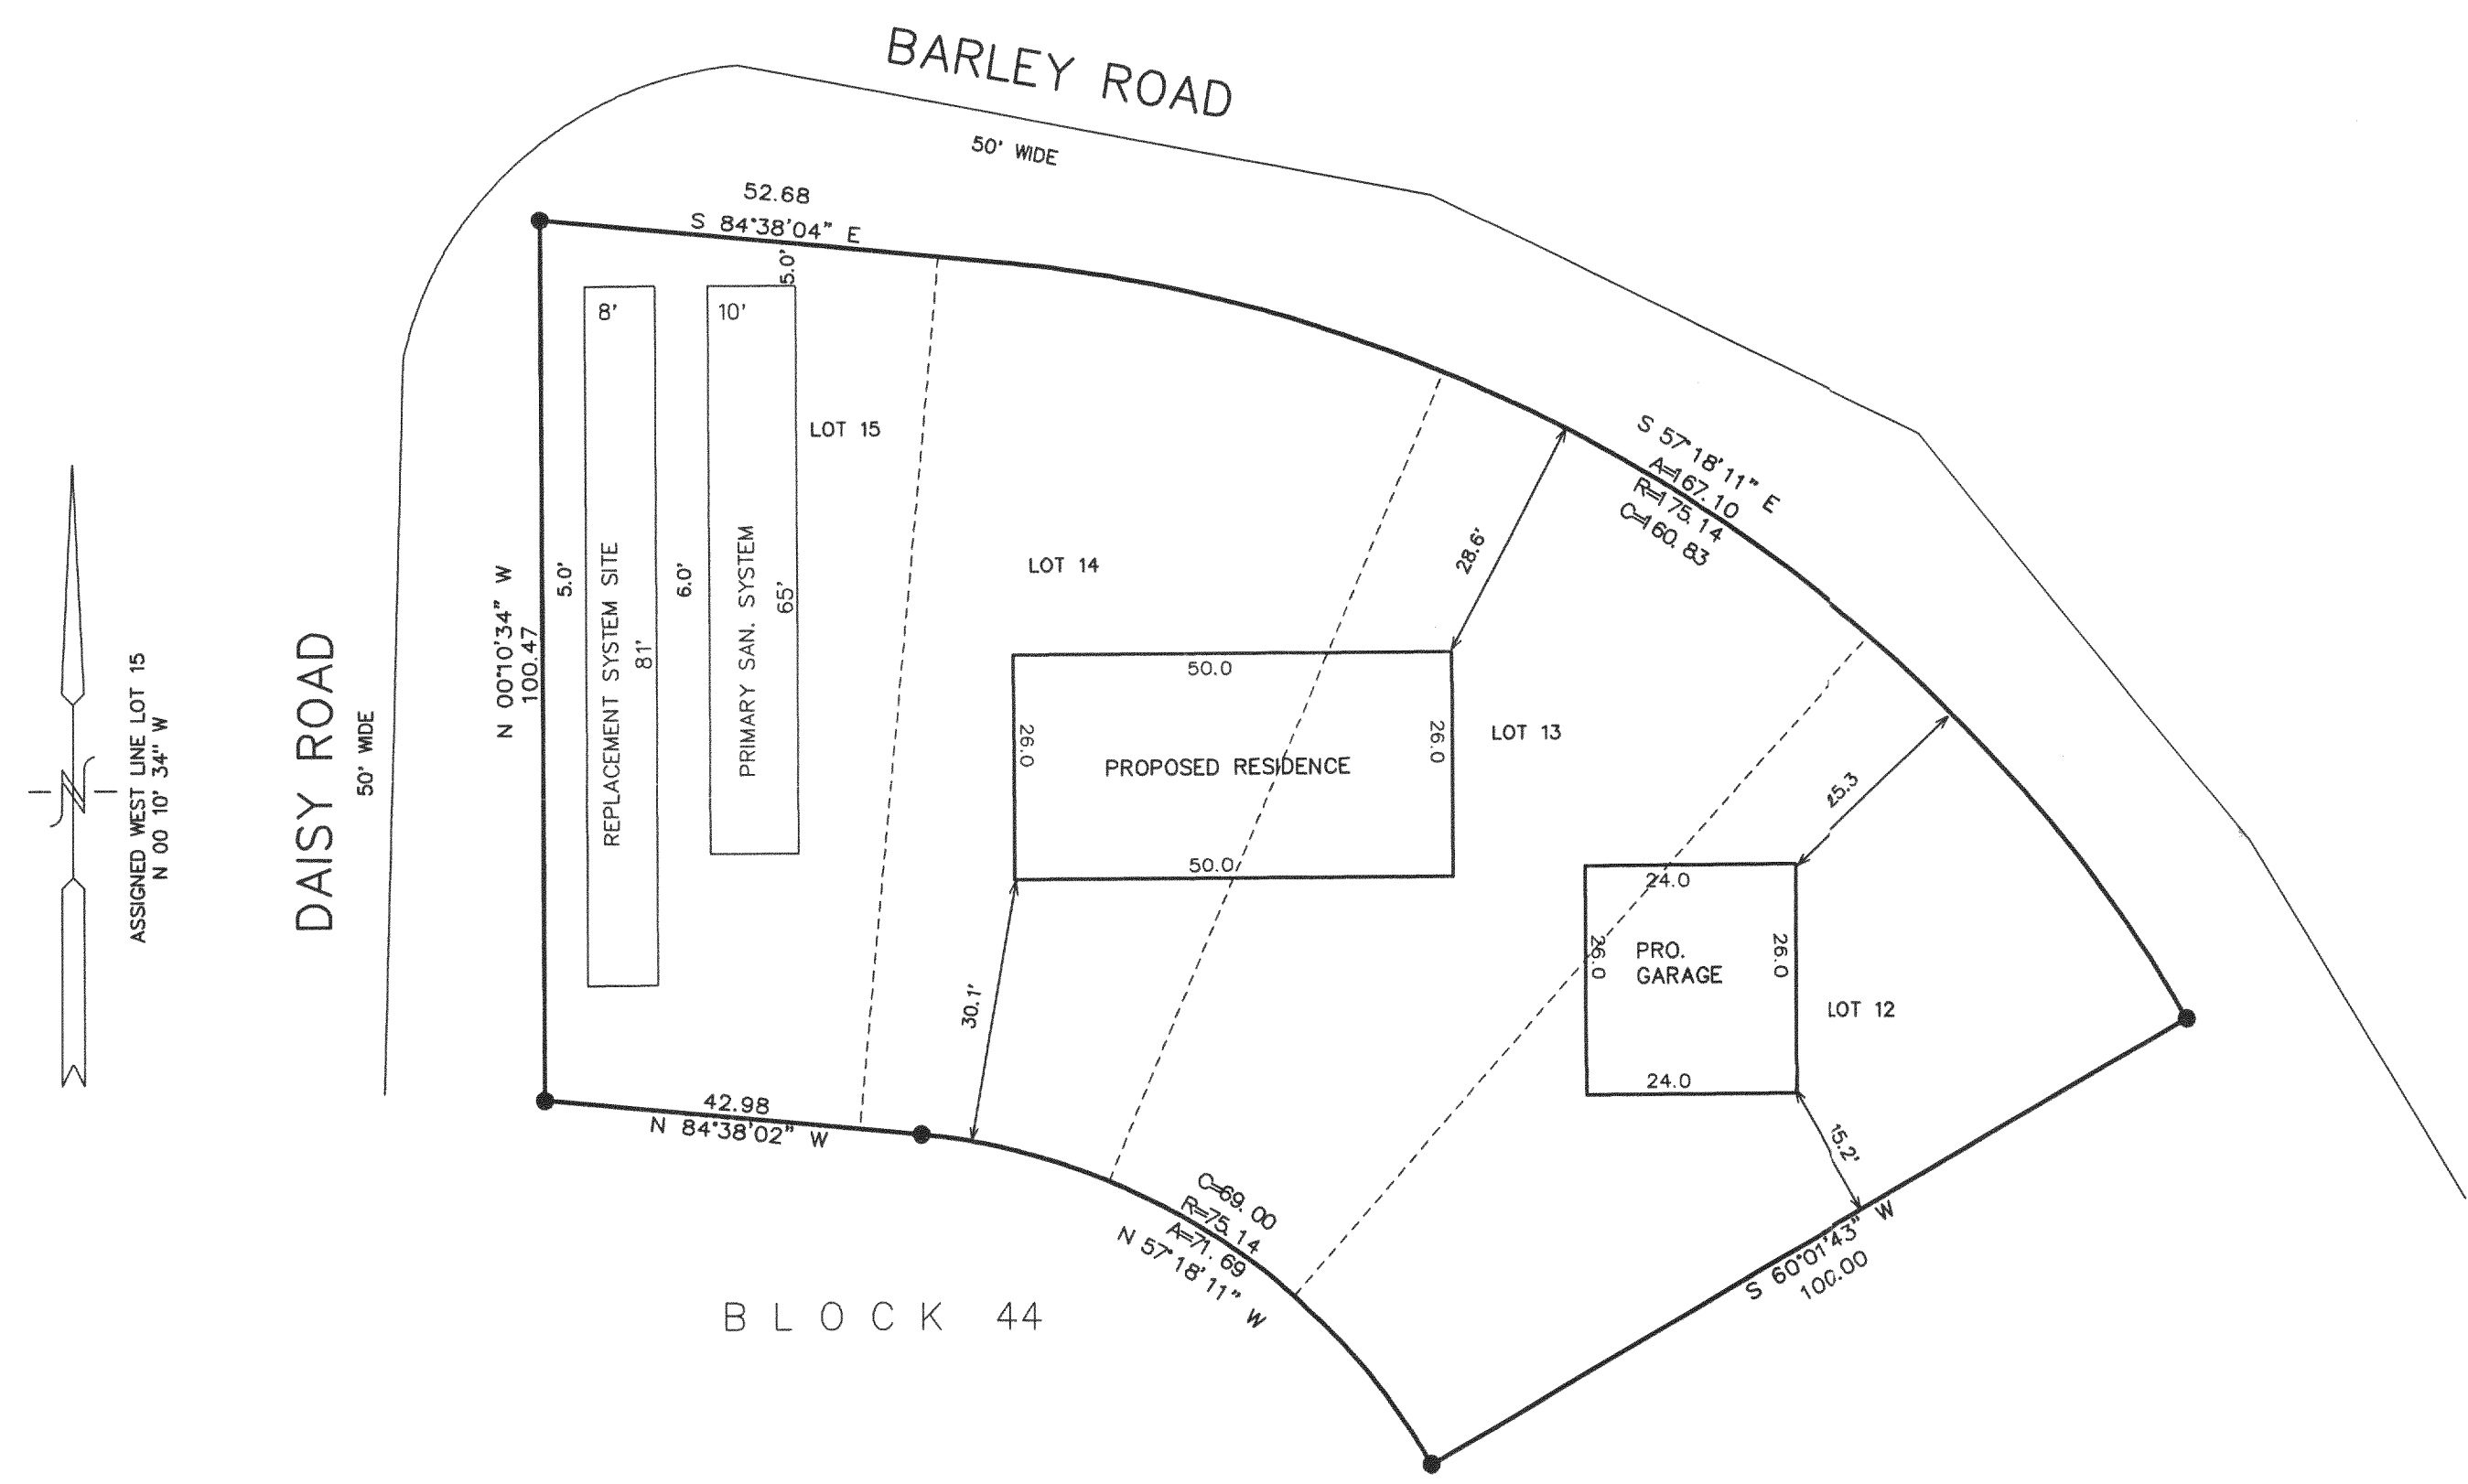 BARLEY ROAD
50' WIDE
52.68
S 84°38'04" E
5.0'
8'
10'
LOT 15
S 57°18'11" E
A=167.10
R=175.14
C=160.83
28.6'
LOT 14
N 00°10'34" W
100.47
5.0'
REPLACEMENT SYSTEM SITE
81'
6.0'
PRIMARY SAN. SYSTEM
65'
DAISY ROAD
50' WIDE
ASSIGNED WEST LINE LOT 15
N 00 10' 34" W
N
50.0
26.0
PROPOSED RESIDENCE
26.0
50.0
LOT 13
25.3
24.0
26.0
PRO.
GARAGE
26.0
24.0
LOT 12
30.1'
15.2'
42.98
N 84°38'02" W
C=69.00
R=75.14
A=71.69
N 57°18'11" W
S 60°01'43" W
100.00
BLOCK 44